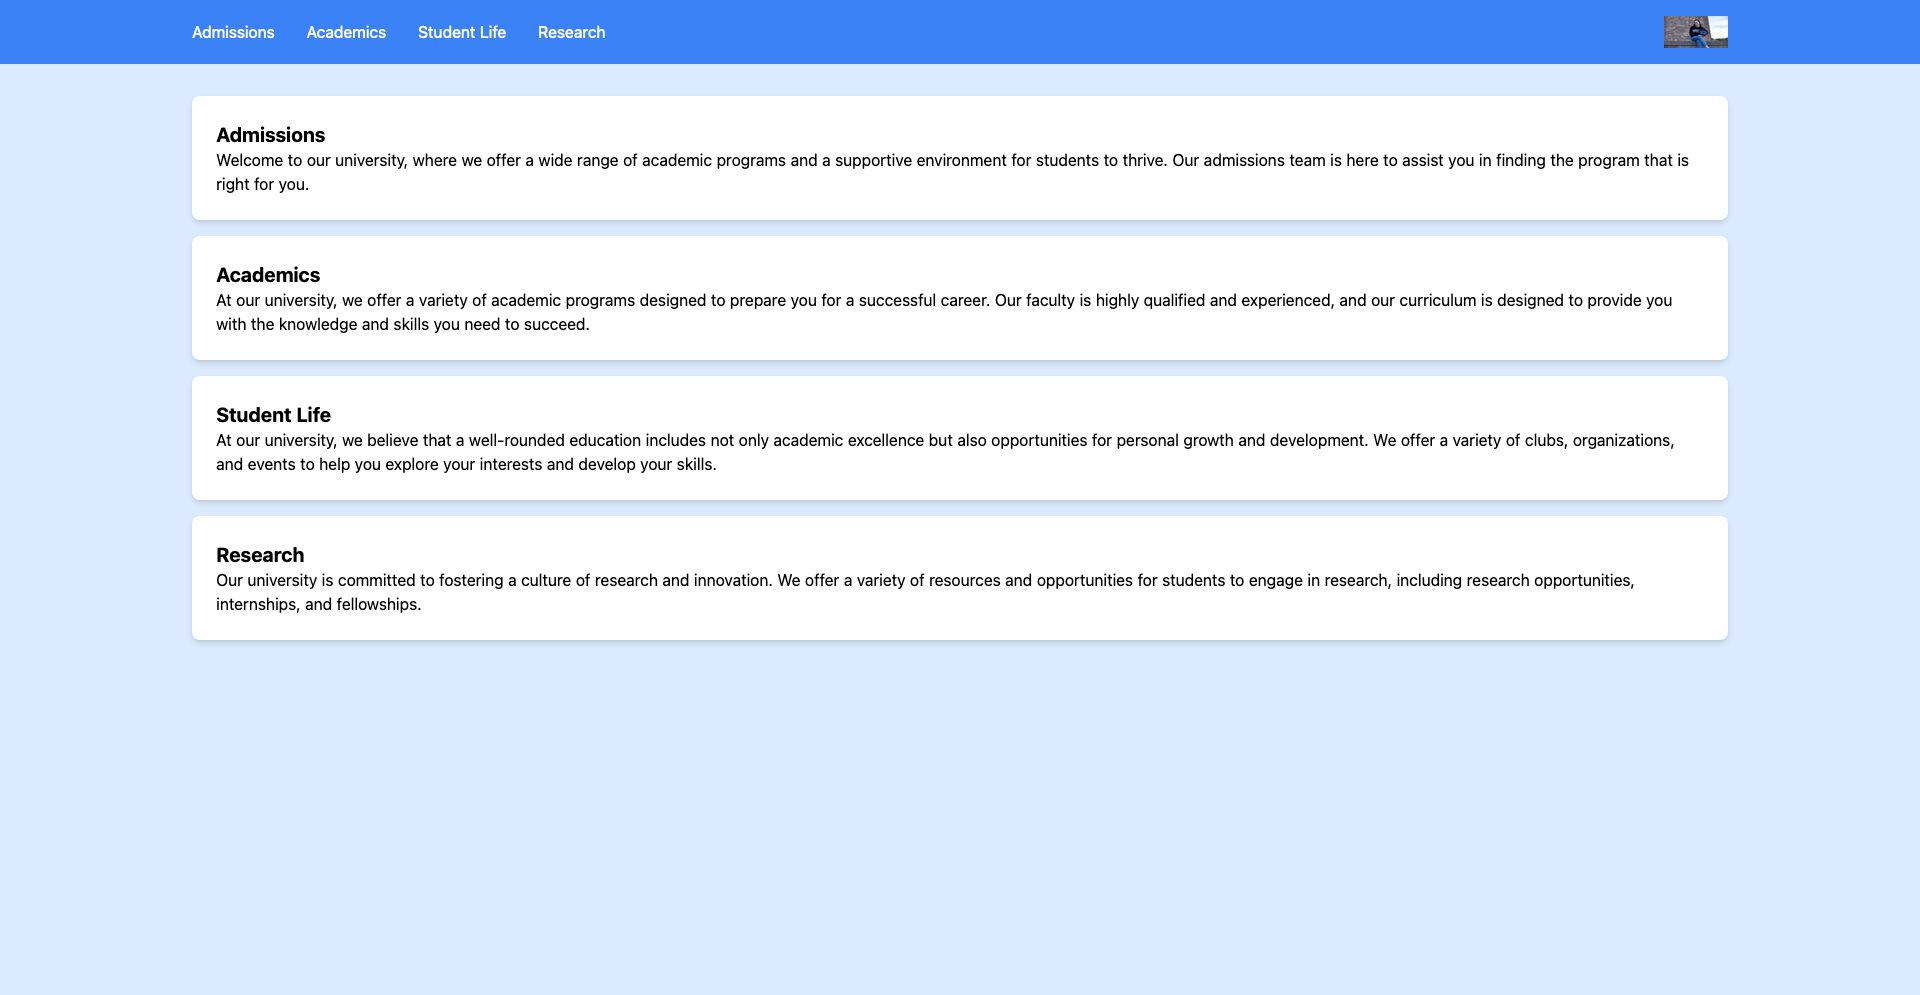 Admissions Academics Student Life Research
Admissions
Welcome to our university, where we offer a wide range of academic programs and a supportive environment for students to thrive. Our admissions team is here to assist you in finding the program that is
right for you.
Academics
At our university, we offer a variety of academic programs designed to prepare you for a successful career. Our faculty is highly qualified and experienced, and our curriculum is designed to provide you
with the knowledge and skills you need to succeed.
Student Life
At our university, we believe that a well-rounded education includes not only academic excellence but also opportunities for personal growth and development. We offer a variety of clubs, organizations,
and events to help you explore your interests and develop your skills.
Research
Our university is committed to fostering a culture of research and innovation. We offer a variety of resources and opportunities for students to engage in research, including research opportunities,
internships, and fellowships.